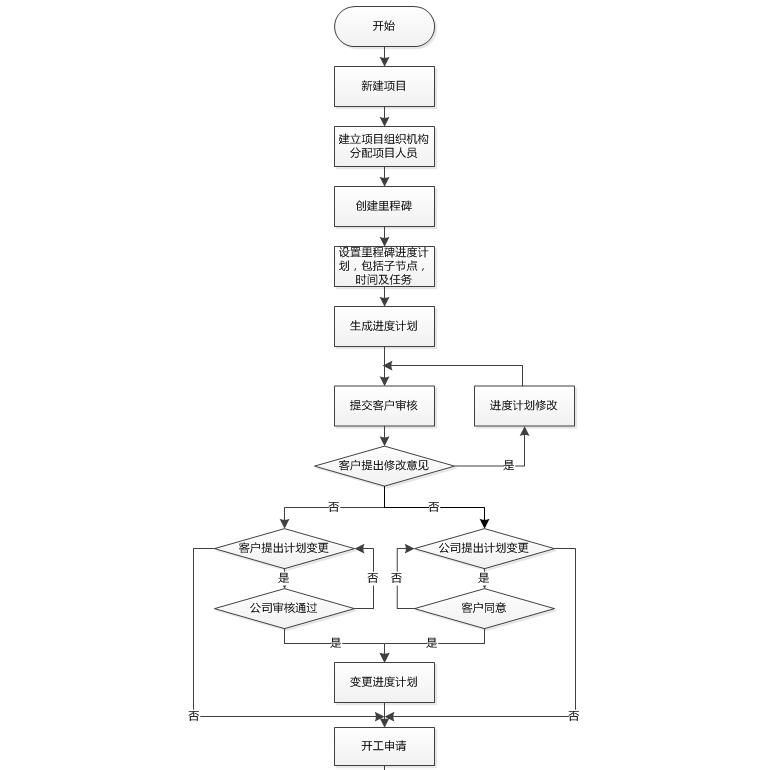 开始
新建项目
建立项目组织机构
分配项目人员
创建里程碑
设置里程碑进度计
划，包括子节点，
时间及任务
生成进度计划
提交客户审核
进度计划修改
客户提出修改意见
是
否
否
客户提出计划变更
公司提出计划变更
是
否
否
是
公司审核通过
客户同意
是
是
变更进度计划
否
否
开工申请